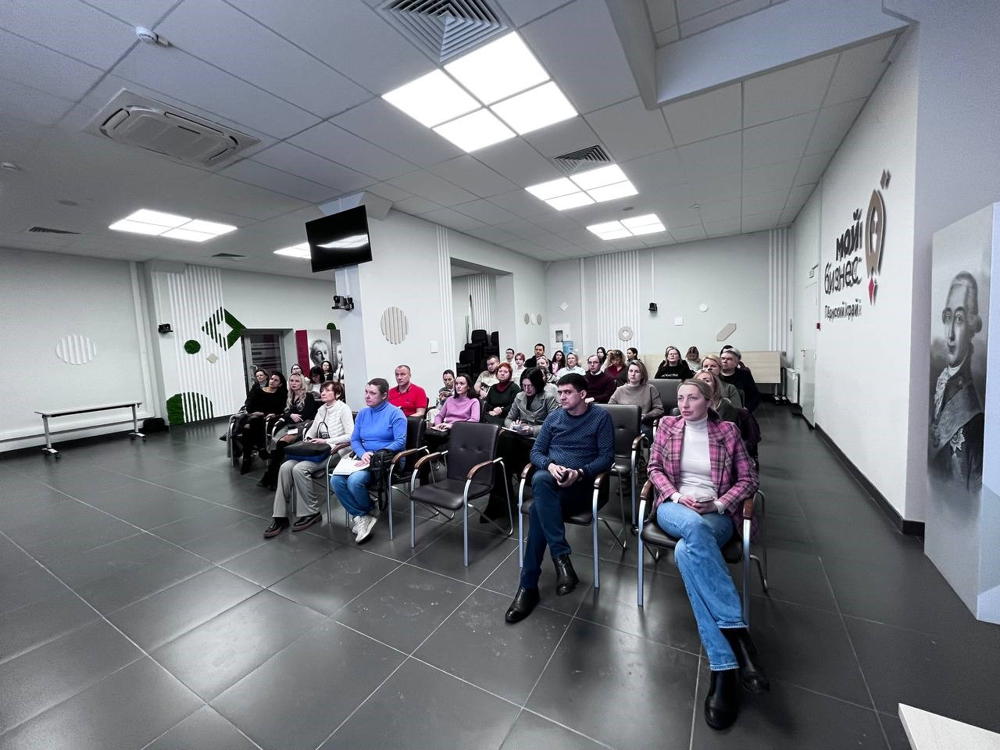 мой
бизнес
Пермский край